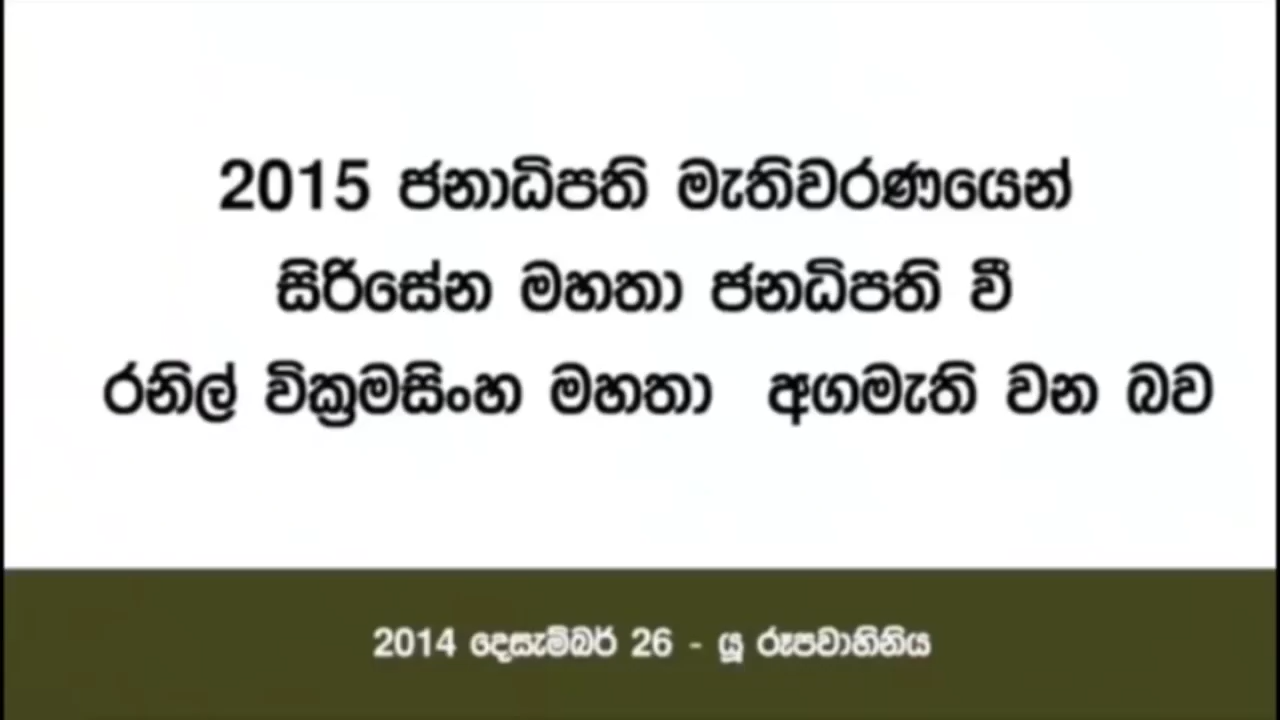 2015 ජනාධිපති මැතිවරණයෙන්
සිරිසේන මහතා ජනධිපති වී
රනිල් වික්‍රමසිංහ මහතා අගමැති වන බව
2014 දෙසැම්බර් 26 - යූ රූපවාහිනිය